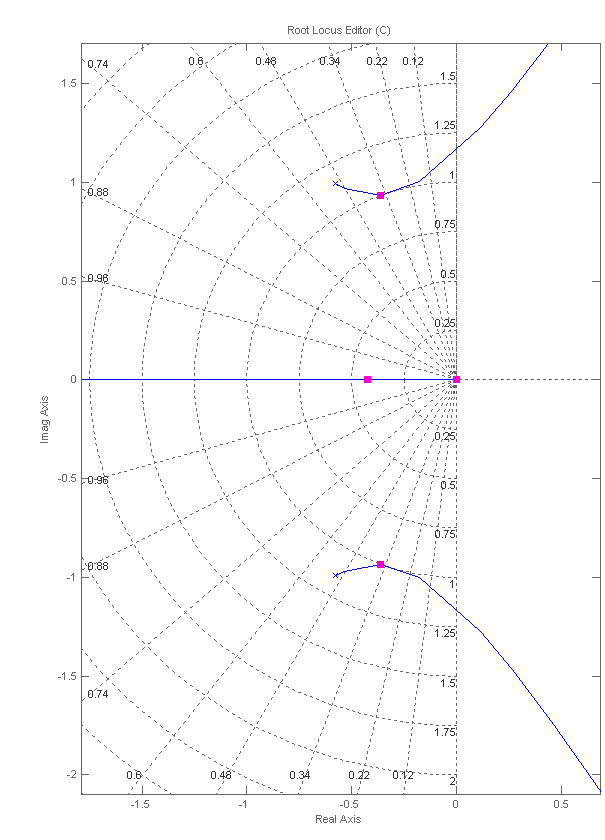 Root Locus Editor (C)
0.74 0.6 0.48 0.34 0.22 0.12
1.5 1.5
1.25
1 0.88 1
0.75
0.5 0.96 0.5
0.25
0
0.25
-0.5 0.96 0.5
0.75
-1 0.88 1
1.25
-1.5 0.74 1.5
1.75
-2 0.6 0.48 0.34 0.22 0.12 2
-1.5 -1 -0.5 0 0.5
Real Axis
Imag Axis